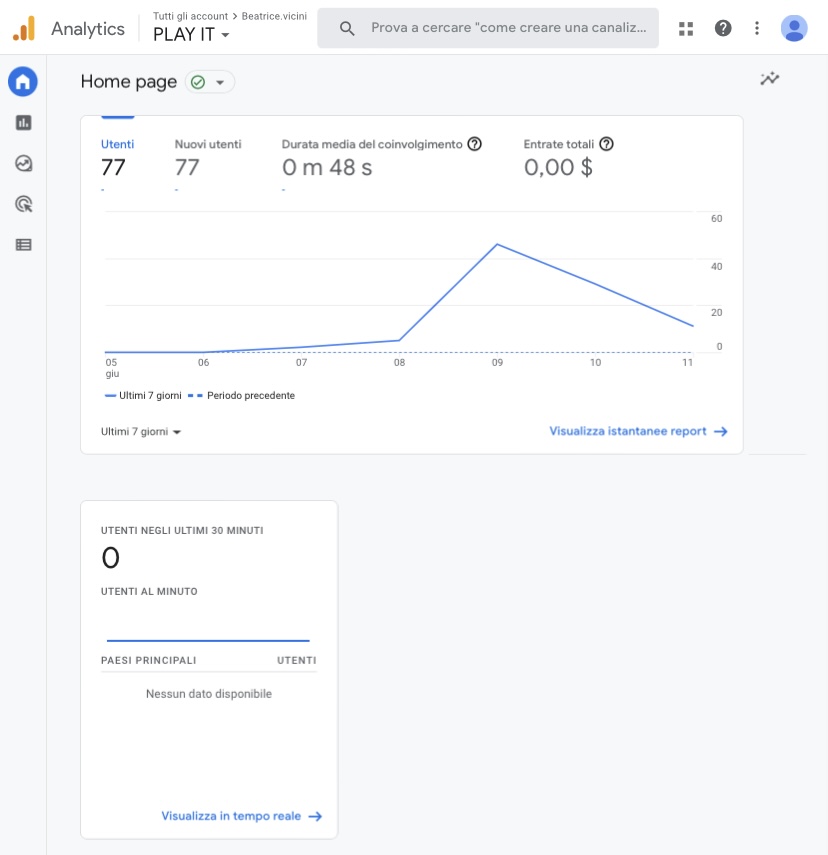 Analytics
Tutti gli account > Beatrice.vicini
PLAY IT
Prova a cercare "come creare una canaliz...
Home page
Utenti
77
-
Nuovi utenti
77
-
Durata media del coinvolgimento
0 m 48 s
-
Entrate totali
0,00 $
60
40
20
0
05
giu
06
07
08
09
10
11
Ultimi 7 giorni
Periodo precedente
Ultimi 7 giorni
Visualizza istantanee report
UTENTI NEGLI ULTIMI 30 MINUTI
0
UTENTI AL MINUTO
PAESI PRINCIPALI UTENTI
Nessun dato disponibile
Visualizza in tempo reale